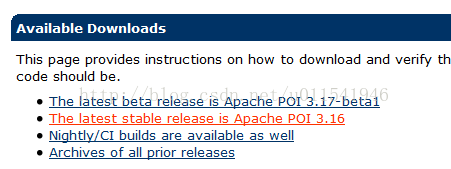 Available Downloads
This page provides instructions on how to download and verify th
code should be.
http://blog.csdn.net/u011541946
The latest beta release is Apache POI 3.17-beta1
The latest stable release is Apache POI 3.16
Nightly/CI builds are available as well
Archives of all prior releases